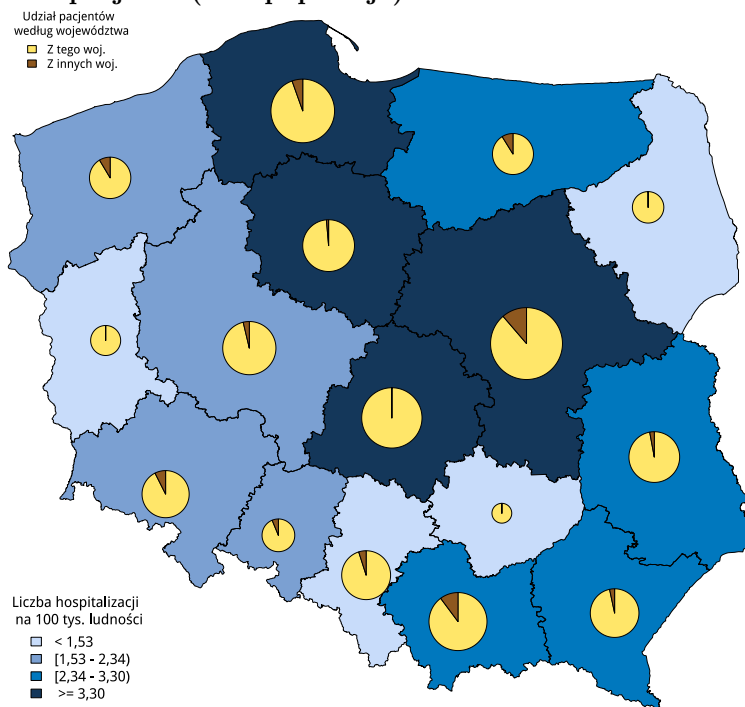 Udział pacjentów
według województwa
Z tego woj.
Z innych woj.
Liczba hospitalizacji
na 100 tys. ludności
< 1,53
[1,53 - 2,34)
[2,34 - 3,30)
>= 3,30